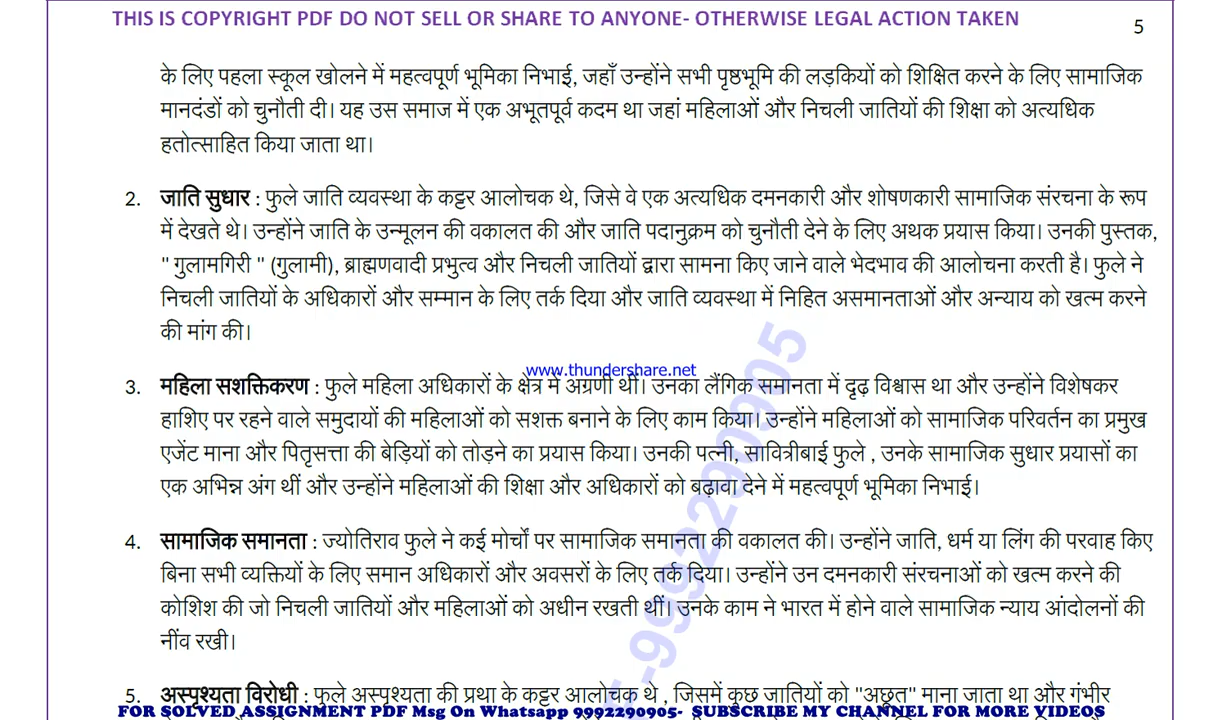 THIS IS COPYRIGHT PDF DO NOT SELL OR SHARE TO ANYONE- OTHERWISE LEGAL ACTION TAKEN
5
के लिए पहला स्कूल खोलने में महत्वपूर्ण भूमिका निभाई, जहाँ उन्होंने सभी पृष्ठभूमि की लड़कियों को शिक्षित करने के लिए सामाजिक
मानदंडों को चुनौती दी। यह उस समाज में एक अभूतपूर्व कदम था जहां महिलाओं और निचली जातियों की शिक्षा को अत्यधिक
हतोत्साहित किया जाता था।
2. जाति सुधार : फुले जाति व्यवस्था के कट्टर आलोचक थे, जिसे वे एक अत्यधिक दमनकारी और शोषणकारी सामाजिक संरचना के रूप
में देखते थे। उन्होंने जाति के उन्मूलन की वकालत की और जाति पदानुक्रम को चुनौती देने के लिए अथक प्रयास किया। उनकी पुस्तक,
" गुलामगिरी " (गुलामी), ब्राह्मणवादी प्रभुत्व और निचली जातियों द्वारा सामना किए जाने वाले भेदभाव की आलोचना करती है। फुले ने
निचली जातियों के अधिकारों और सम्मान के लिए तर्क दिया और जाति व्यवस्था में निहित असमानताओं और अन्याय को खत्म करने
की मांग की।
www.thundershare.net
3. महिला सशक्तिकरण : फुले महिला अधिकारों के क्षेत्र में अग्रणी थीं। उनका लैंगिक समानता में दृढ़ विश्वास था और उन्होंने विशेषकर
हाशिए पर रहने वाले समुदायों की महिलाओं को सशक्त बनाने के लिए काम किया। उन्होंने महिलाओं को सामाजिक परिवर्तन का प्रमुख
एजेंट माना और पितृसत्ता की बेड़ियों को तोड़ने का प्रयास किया। उनकी पत्नी, सावित्रीबाई फुले , उनके सामाजिक सुधार प्रयासों का
एक अभिन्न अंग थीं और उन्होंने महिलाओं की शिक्षा और अधिकारों को बढ़ावा देने में महत्वपूर्ण भूमिका निभाई।
4. सामाजिक समानता : ज्योतिराव फुले ने कई मोर्चों पर सामाजिक समानता की वकालत की। उन्होंने जाति, धर्म या लिंग की परवाह किए
बिना सभी व्यक्तियों के लिए समान अधिकारों और अवसरों के लिए तर्क दिया। उन्होंने उन दमनकारी संरचनाओं को खत्म करने की
कोशिश की जो निचली जातियों और महिलाओं को अधीन रखती थीं। उनके काम ने भारत में होने वाले सामाजिक न्याय आंदोलनों की
नींव रखी।
-9992290905
5. अस्पृश्यता विरोधी : फुले अस्पृश्यता की प्रथा के कट्टर आलोचक थे , जिसमें कुछ जातियों को "अछूत" माना जाता था और गंभीर
FOR SOLVED ASSIGNMENT PDF Msg On Whatsapp 9992290905- SUBSCRIBE MY CHANNEL FOR MORE VIDEOS